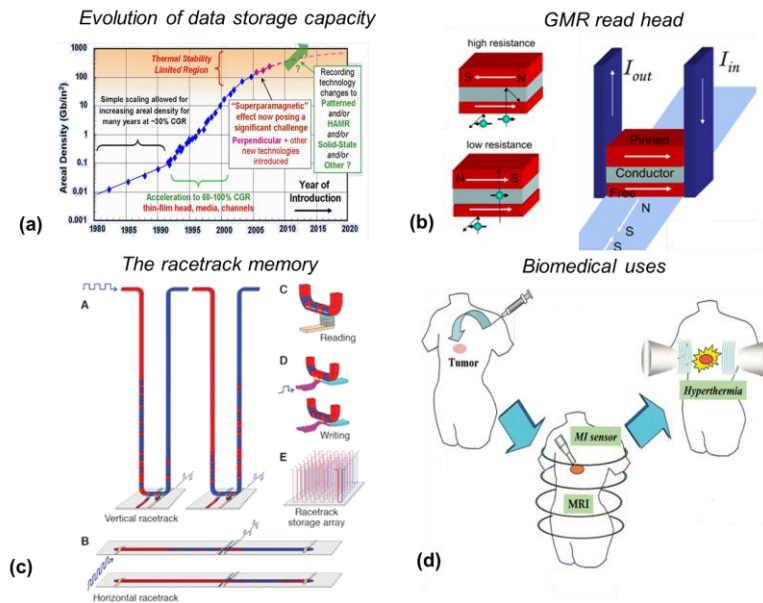 Evolution of data storage capacity
Areal Density (Gb/in²)
1000
100
10
1
0.1
0.01
0.001
1980 1985 1990 1995 2000 2005 2010 2015 2020
Thermal Stability
Limited Region
?
Simple scaling allowed for
increasing areal density for
many years at ~30% CGR
"Superparamagnetic"
effect now posing a
significant challenge
Perpendicular + other
new technologies
introduced
Recording
technology
changes to
Patterned
and/or
HAMR
and/or
Solid-State
and/or
Other ?
Acceleration to 60-100% CGR
thin-film head, media, channels
Year of
Introduction
(a)
GMR read head
high resistance
S N
low resistance
N S
I out
I in
Pinned
Conductor
Free
N
S
S
(b)
The racetrack memory
A
Vertical racetrack
B
Horizontal racetrack
C
Reading
D
Writing
E
Racetrack
storage array
(c)
Biomedical uses
Tumor
MI sensor
MRI
Hyperthermia
(d)